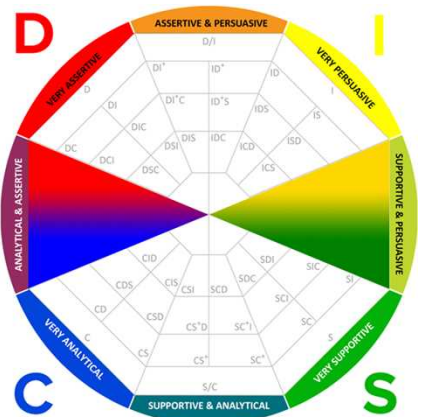 D
I
ASSERTIVE & PERSUASIVE
VERY ASSERTIVE
VERY PERSUASIVE
D/I
D
DI⁺
ID⁺
ID
I
DI
DI⁺C
ID⁺S
IDS
IS
DIC
DIS
IDC
ISD
DC
DCI
DSI
ICD
DSC
ICS
ANALYTICAL & ASSERTIVE
SUPPORTIVE & PERSUASIVE
CID
SDI
SIC
SI
CDS
CIS
CSI
SCD
SDC
SCI
CD
CSD
SC
C
CS⁺D
SC⁺I
S
CS
CS⁺
SC⁺
S/C
VERY ANALYTICAL
VERY SUPPORTIVE
SUPPORTIVE & ANALYTICAL
C
S